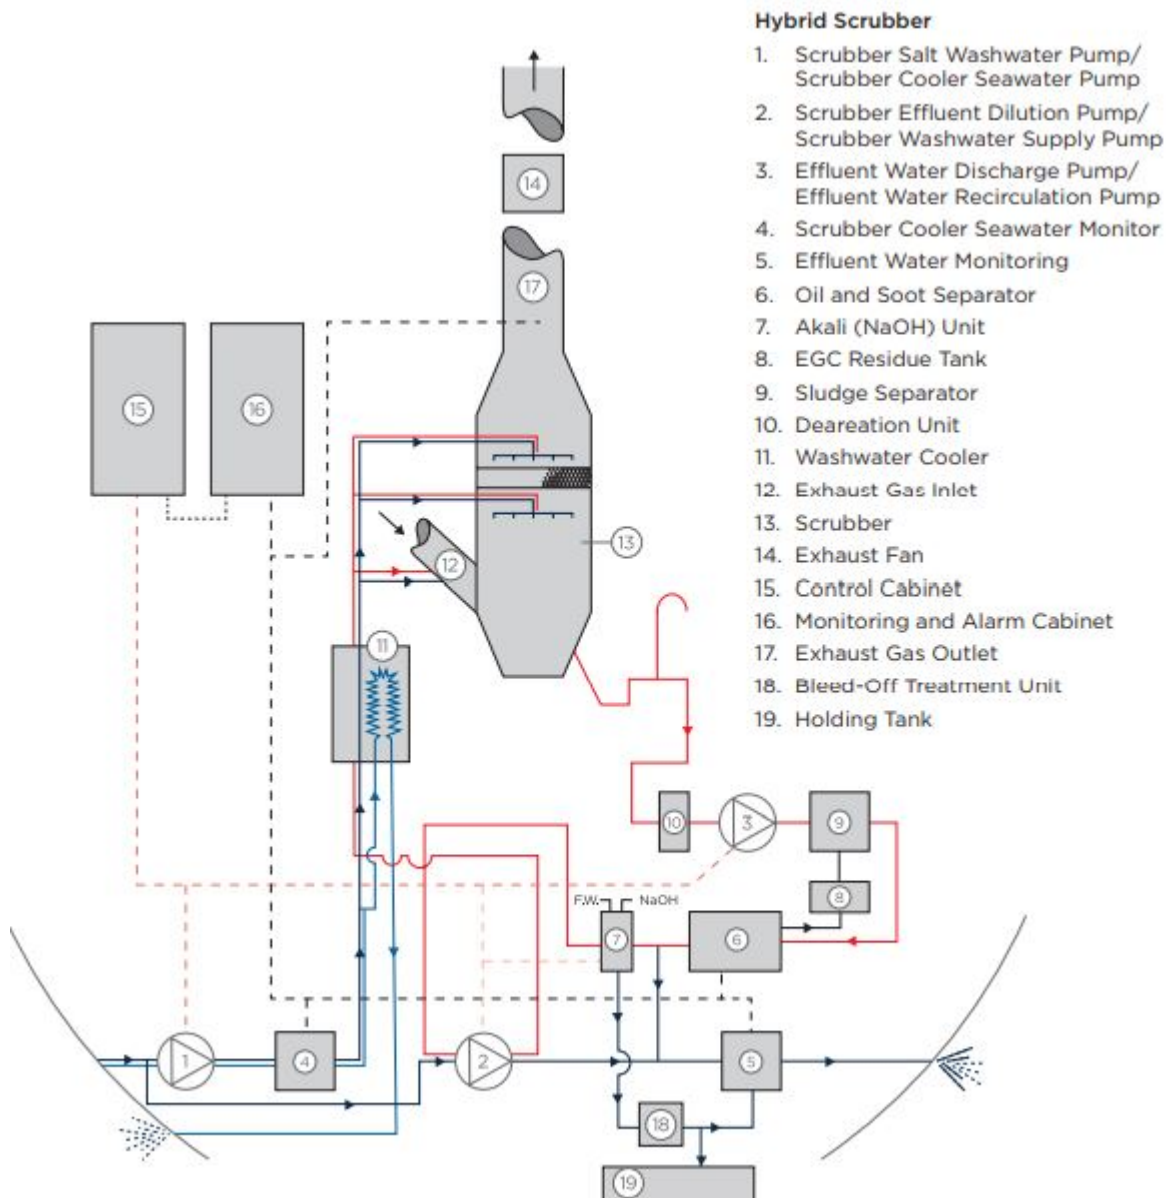 Hybrid Scrubber
1. Scrubber Salt Washwater Pump/
Scrubber Cooler Seawater Pump
2. Scrubber Effluent Dilution Pump/
Scrubber Washwater Supply Pump
3. Effluent Water Discharge Pump/
Effluent Water Recirculation Pump
4. Scrubber Cooler Seawater Monitor
5. Effluent Water Monitoring
6. Oil and Soot Separator
7. Akali (NaOH) Unit
8. EGC Residue Tank
9. Sludge Separator
10. Deareation Unit
11. Washwater Cooler
12. Exhaust Gas Inlet
13. Scrubber
14. Exhaust Fan
15. Control Cabinet
16. Monitoring and Alarm Cabinet
17. Exhaust Gas Outlet
18. Bleed-Off Treatment Unit
19. Holding Tank
14
17
15
16
13
12
11
10
3
9
8
F.W.
NaOH
7
6
1
4
2
5
18
19